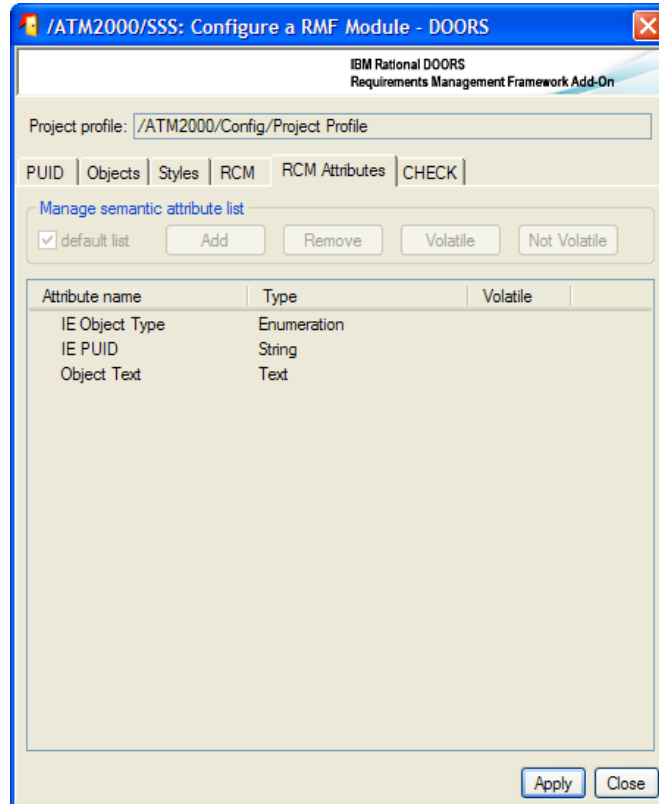 /ATM2000/SSS: Configure a RMF Module - DOORS
IBM Rational DOORS
Requirements Management Framework Add-On
Project profile: /ATM2000/Config/Project Profile
PUID Objects Styles RCM RCM Attributes CHECK
Manage semantic attribute list
default list Add Remove Volatile Not Volatile
Attribute name Type Volatile
IE Object Type Enumeration
IE PUID String
Object Text Text
Apply Close